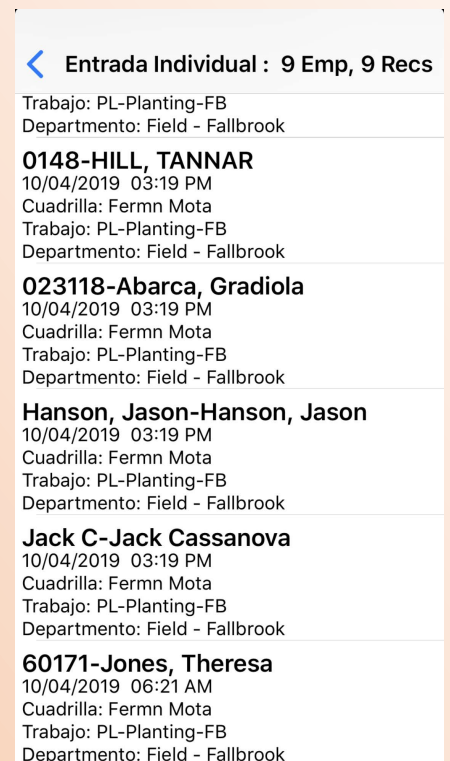 Entrada Individual :  9 Emp, 9 Recs
Trabajo: PL-Planting-FB
Departmento: Field - Fallbrook
0148-HILL, TANNAR
10/04/2019  03:19 PM
Cuadrilla: Fermn Mota
Trabajo: PL-Planting-FB
Departmento: Field - Fallbrook
023118-Abarca, Gradiola
10/04/2019  03:19 PM
Cuadrilla: Fermn Mota
Trabajo: PL-Planting-FB
Departmento: Field - Fallbrook
Hanson, Jason-Hanson, Jason
10/04/2019  03:19 PM
Cuadrilla: Fermn Mota
Trabajo: PL-Planting-FB
Departmento: Field - Fallbrook
Jack C-Jack Cassanova
10/04/2019  03:19 PM
Cuadrilla: Fermn Mota
Trabajo: PL-Planting-FB
Departmento: Field - Fallbrook
60171-Jones, Theresa
10/04/2019  06:21 AM
Cuadrilla: Fermn Mota
Trabajo: PL-Planting-FB
Departmento: Field - Fallbrook